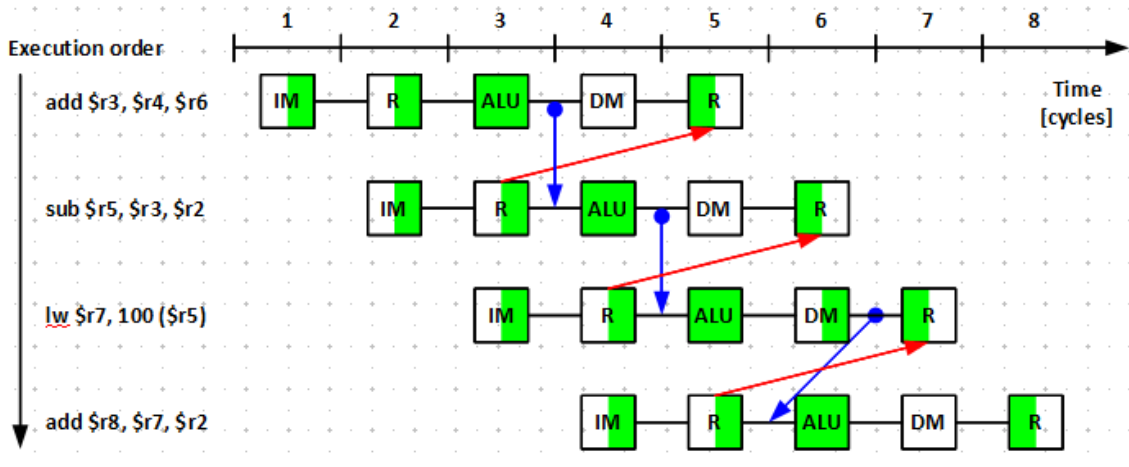 1 2 3 4 5 6 7 8
Execution order
add $r3, $r4, $r6 IM R ALU DM R
Time
[cycles]
sub $r5, $r3, $r2 IM R ALU DM R
lw $r7, 100 ($r5) IM R ALU DM R
add $r8, $r7, $r2 IM R ALU DM R